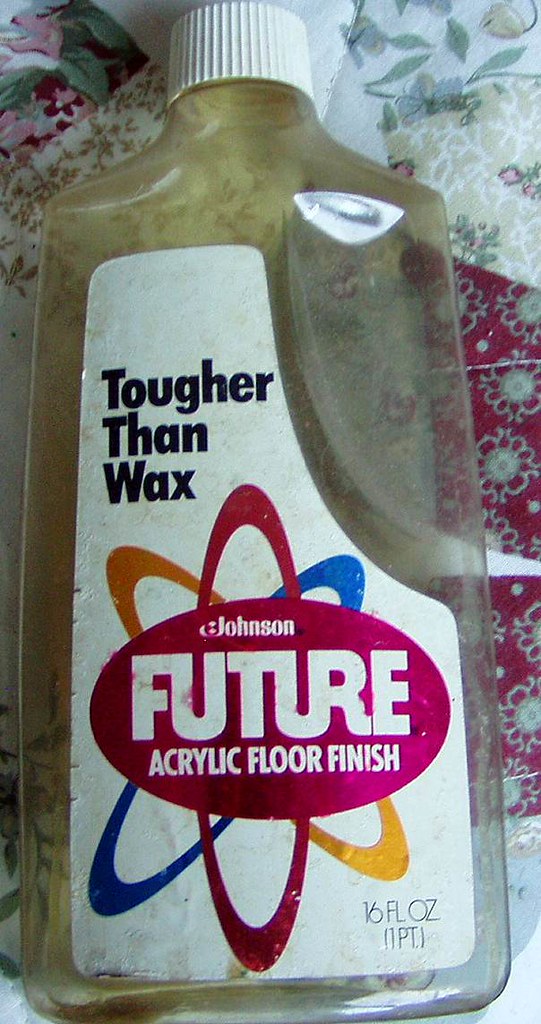 Tougher
Than
Wax
Johnson
FUTURE
ACRYLIC FLOOR FINISH
16 FL OZ
(1 PT.)